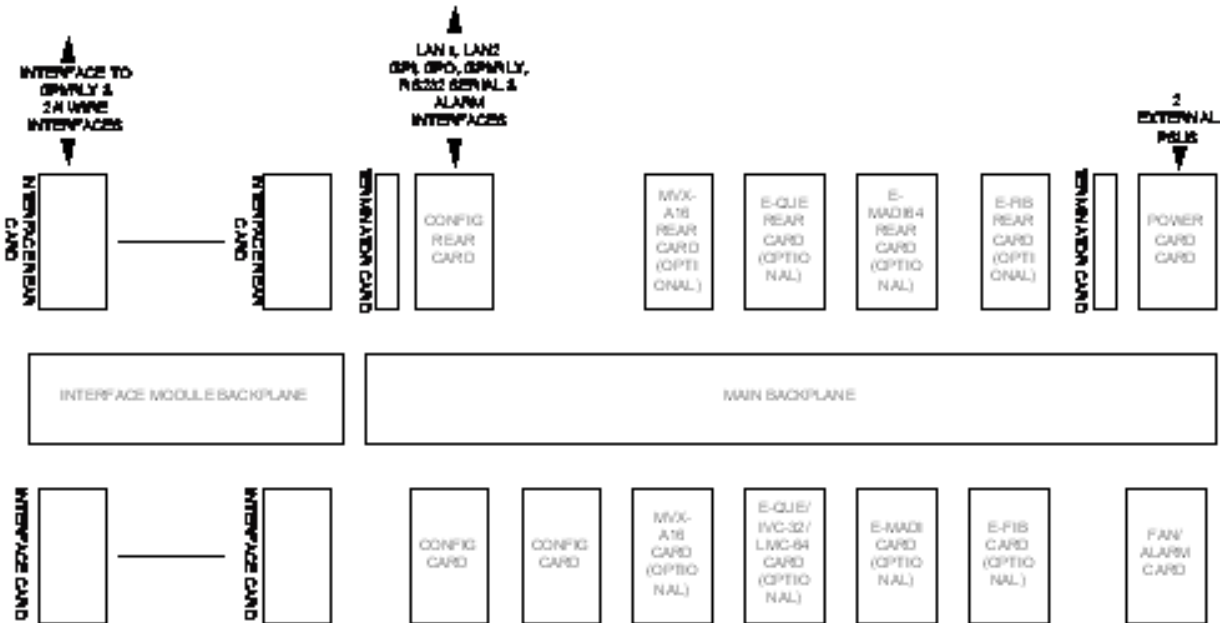 INTERFACE TO
2/4 WIRE
INTERFACES
LAN 1, LAN2
GPI, GPO, GPI/RLY,
RS232 SERIAL &
ALARM
INTERFACES
2
EXTERNAL
PSUS
INTERFACE REAR
CARD
INTERFACE REAR
CARD
TERMINATOR CARD
CONFIG
REAR
CARD
MVX-
A16
REAR
CARD
(OPTI
ONAL)
E-QUE
REAR
CARD
(OPTIO
NAL)
E-
MADI64
REAR
CARD
(OPTIO
NAL)
E-FIB
REAR
CARD
(OPTI
ONAL)
TERMINATOR CARD
POWER
CARD
CARD
INTERFACE MODULE BACKPLANE
MAIN BACKPLANE
INTERFACE CARD
INTERFACE CARD
CONFIG
CARD
CONFIG
CARD
MVX-
A16
CARD
(OPTIO
NAL)
E-QUE/
IVC-32/
LMC-64
CARD
(OPTIO
NAL)
E-MADI
CARD
(OPTIO
NAL)
E-FIB
CARD
(OPTIO
NAL)
FAN/
ALARM
CARD